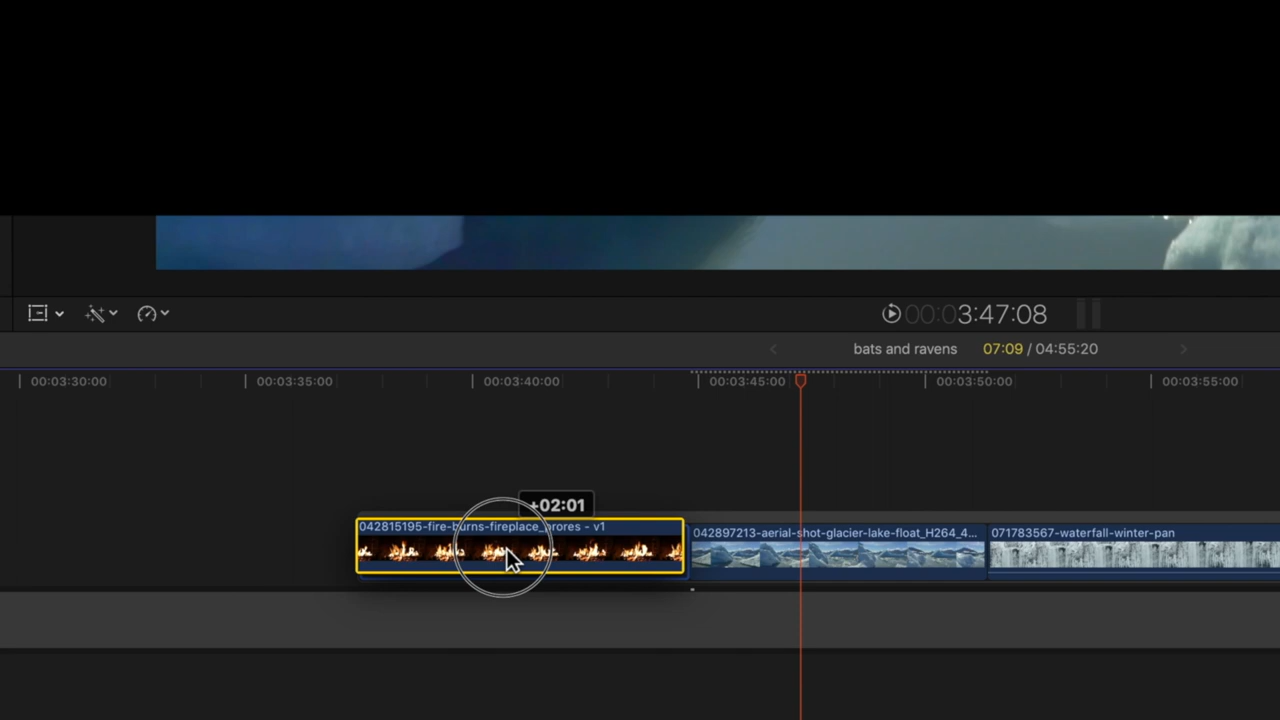 00:03:47:08
bats and ravens 07:09 / 04:55:20
00:03:30:00 00:03:35:00 00:03:40:00 00:03:45:00 00:03:50:00 00:03:55:00
+02:01
042815195-fire-burns-fireplace_prores - v1
042897213-aerial-shot-glacier-lake-float_H264_4... 071783567-waterfall-winter-pan